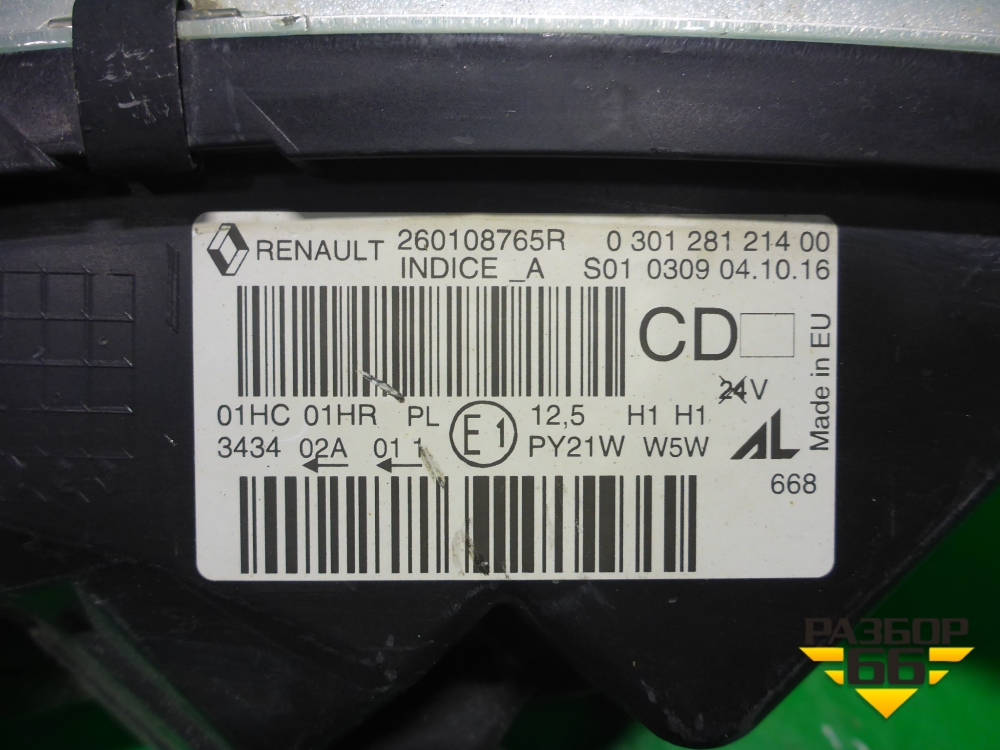 RENAULT 260108765R 0 301 281 214 00
INDICE _A S01 0309 04.10.16
CD
24V
Made in EU
01HC 01HR PL E1 12,5 H1 H1
3434 02A 01 1 PY21W W5W AL
668
РАЗБОР
66